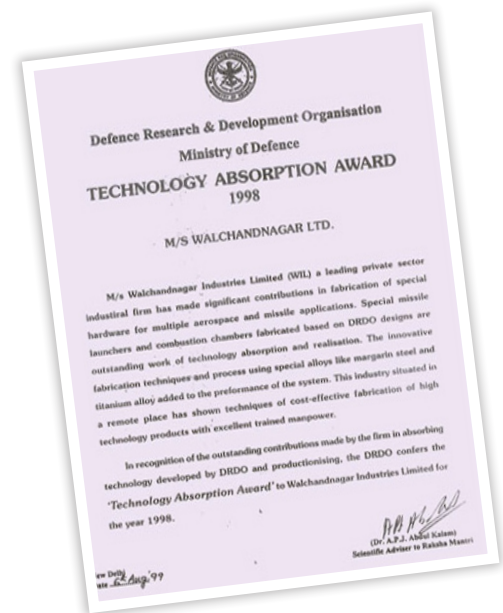 Defence Research & Development Organisation
Ministry of Defence
TECHNOLOGY ABSORPTION AWARD
1998
M/S WALCHANDNAGAR LTD.
M/s Walchandnagar Industries Limited (WIL) a leading private sector
industiral firm has made significant contributions in fabrication of special
hardware for multiple aerospace and missile applications. Special missile
launchers and combustion chambers fabricated based on DRDO designs are
outstanding work of technology absorption and realisation. The innovative
fabrication techniques and process using special alloys like margarin steel and
titanium alloy added to the preformance of the system. This industry situated in
a remote place has shown techniques of cost-effective fabrication of high
technology products with excellent trained manpower.
In recognition of the outstanding contributions made by the firm in absorbing
technology developed by DRDO and productionising, the DRDO confers the
'Technology Absorption Award' to Walchandnagar Industries Limited for
the year 1998.
(Dr. A.P.J. Abdul Kalam)
Scientific Adviser to Raksha Mantri
ew Delhi
ate 6th Aug '99